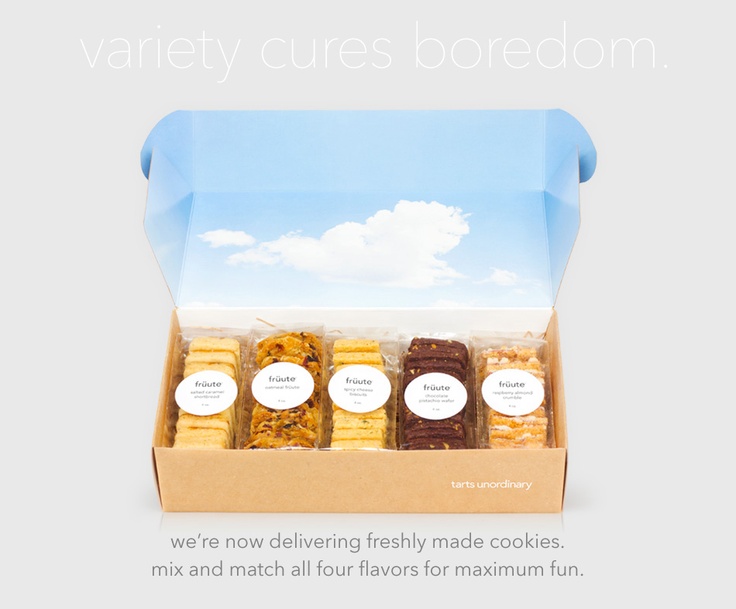 variety cures boredom.
früute
salted caramel
shortbread
früute
oatmeal früute
früute
spicy cheese
biscuits
früute
chocolate
pistachio wafer
früute
raspberry almond
crumble
tarts unordinary
we're now delivering freshly made cookies.
mix and match all four flavors for maximum fun.